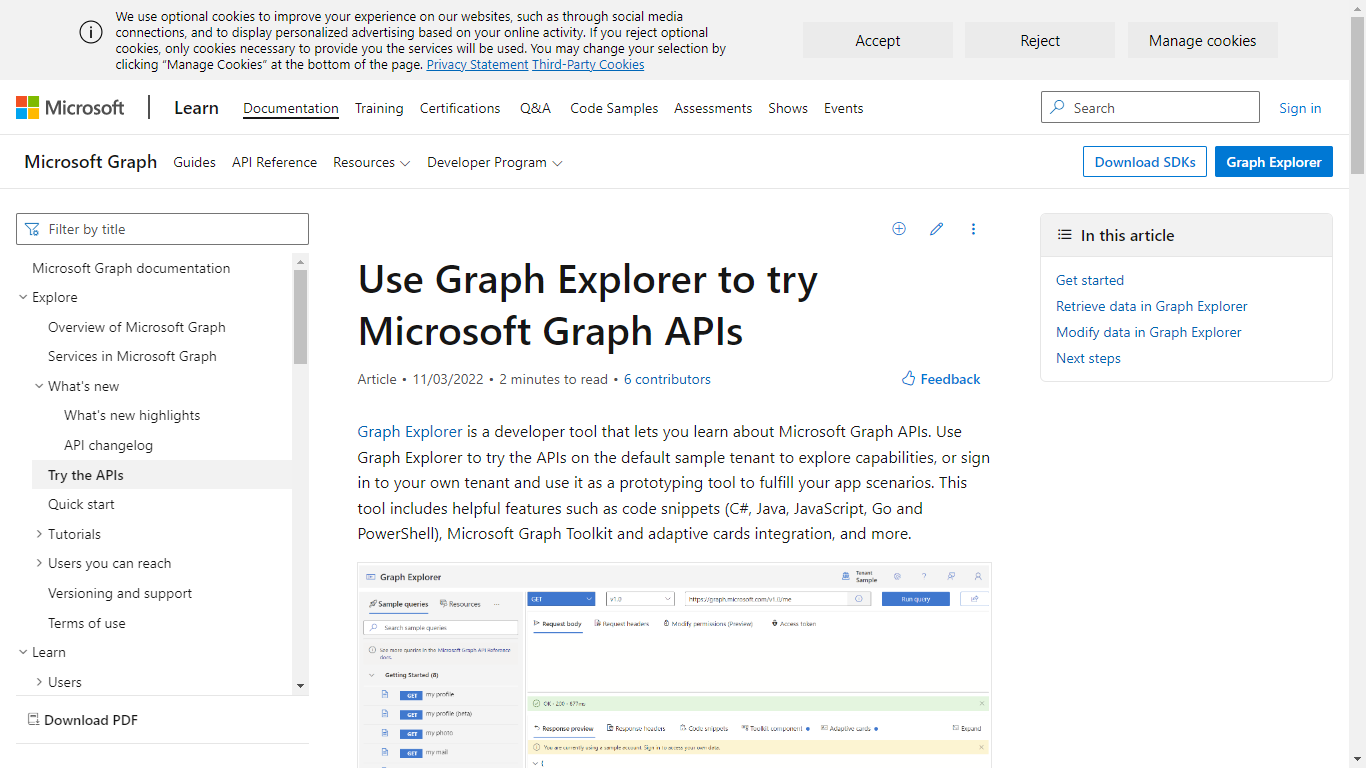 We use optional cookies to improve your experience on our websites, such as through social media
connections, and to display personalized advertising based on your online activity. If you reject optional
cookies, only cookies necessary to provide you the services will be used. You may change your selection by
clicking “Manage Cookies” at the bottom of the page. Privacy Statement Third-Party Cookies
Accept
Reject
Manage cookies
Microsoft
Learn
Documentation
Training
Certifications
Q&A
Code Samples
Assessments
Shows
Events
Search
Sign in
Microsoft Graph
Guides
API Reference
Resources
Developer Program
Download SDKs
Graph Explorer
Filter by title
Microsoft Graph documentation
Explore
Overview of Microsoft Graph
Services in Microsoft Graph
What's new
What's new highlights
API changelog
Try the APIs
Quick start
Tutorials
Users you can reach
Versioning and support
Terms of use
Learn
Users
Download PDF
Use Graph Explorer to try
Microsoft Graph APIs
Article • 11/03/2022 • 2 minutes to read • 6 contributors
Feedback
Graph Explorer is a developer tool that lets you learn about Microsoft Graph APIs. Use
Graph Explorer to try the APIs on the default sample tenant to explore capabilities, or sign
in to your own tenant and use it as a prototyping tool to fulfill your app scenarios. This
tool includes helpful features such as code snippets (C#, Java, JavaScript, Go and
PowerShell), Microsoft Graph Toolkit and adaptive cards integration, and more.
Graph Explorer
Tenant
Sample
Sample queries
Resources
GET
v1.0
https://graph.microsoft.com/v1.0/me
Run query
Search sample queries
Request body
Request headers
Modify permissions (Preview)
Access token
See more queries in the Microsoft Graph API Reference
docs.
Getting Started (8)
GET my profile
GET my profile (beta)
GET my photo
GET my mail
OK - 200 - 877ms
Response preview
Response headers
Code snippets
Toolkit component
Adaptive cards
Expand
You are currently using a sample account. Sign in to access your own data.
{
In this article
Get started
Retrieve data in Graph Explorer
Modify data in Graph Explorer
Next steps